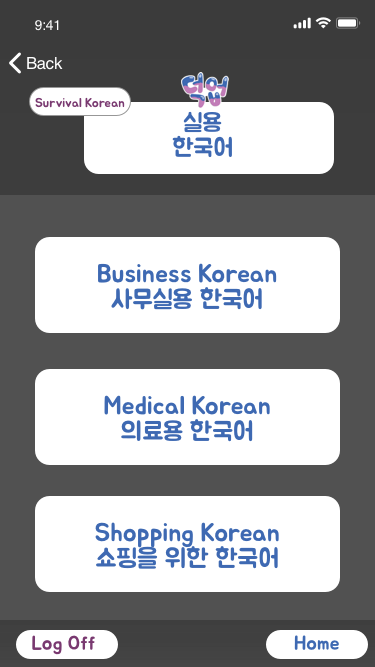 9:41
Back
덕업
Survival Korean
실용
한국어
Business Korean
사무실용 한국어
Medical Korean
의료용 한국어
Shopping Korean
쇼핑을 위한 한국어
Log Off
Home